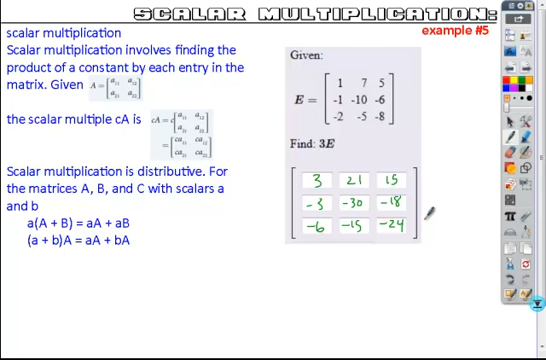 SCALAR MULTIPLICATION:
example #5
scalar multiplication
Scalar multiplication involves finding the
product of a constant by each entry in the
matrix. Given A = [ a11 a12
a21 a22 ]
the scalar multiple cA is cA = c[ a11 a12
a21 a22 ]
= [ ca11 ca12
ca21 ca22 ]
Scalar multiplication is distributive. For
the matrices A, B, and C with scalars a
and b
a(A + B) = aA + aB
(a + b)A = aA + bA
Given:
1 7 5
E = -1 -10 -6
-2 -5 -8
Find: 3E
3 21 15
-3 -30 -18
-6 -15 -24